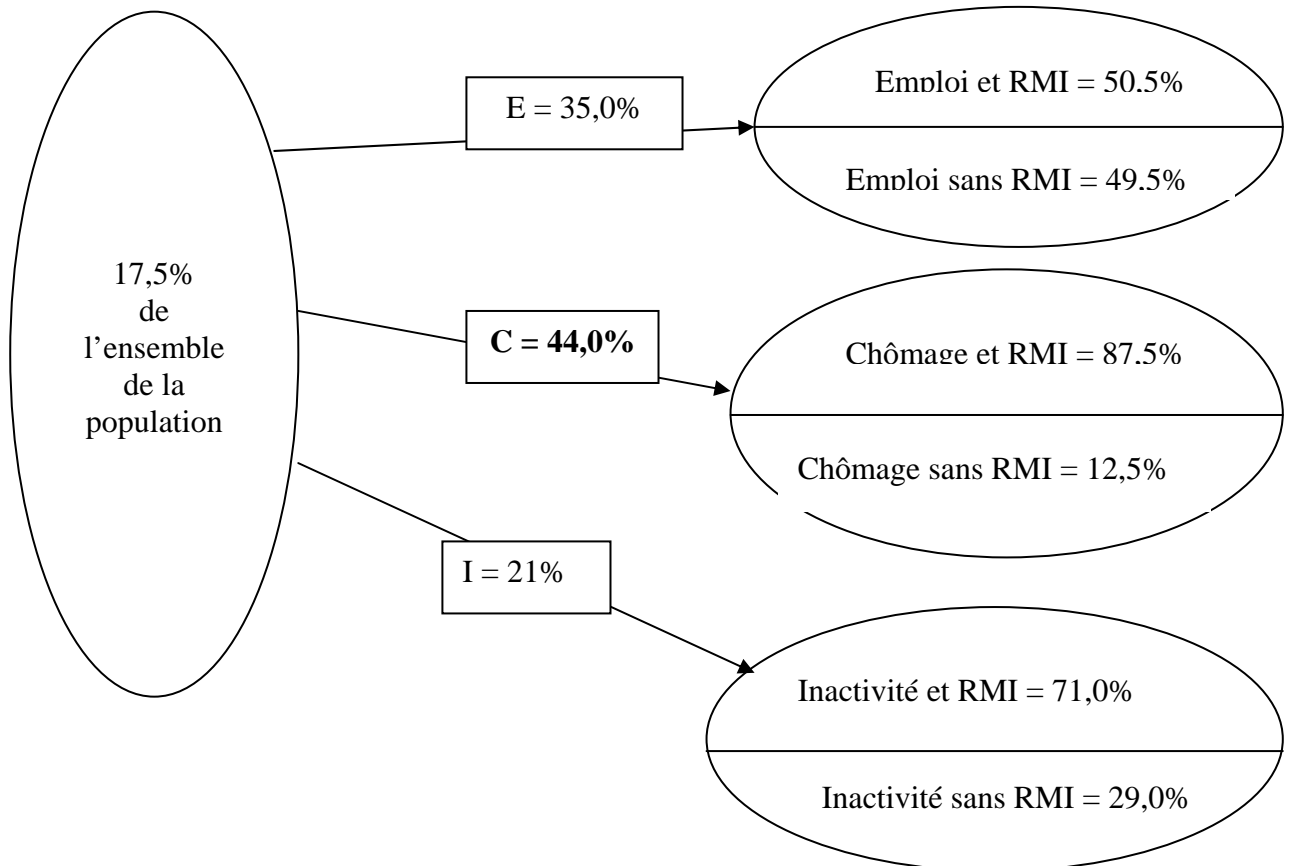 17,5%
de
l'ensemble
de la
population
E = 35,0%
Emploi et RMI = 50.5%
Emploi sans RMI = 49.5%
C = 44,0%
Chômage et RMI = 87.5%
Chômage sans RMI = 12,5%
I = 21%
Inactivité et RMI = 71,0%
Inactivité sans RMI = 29,0%